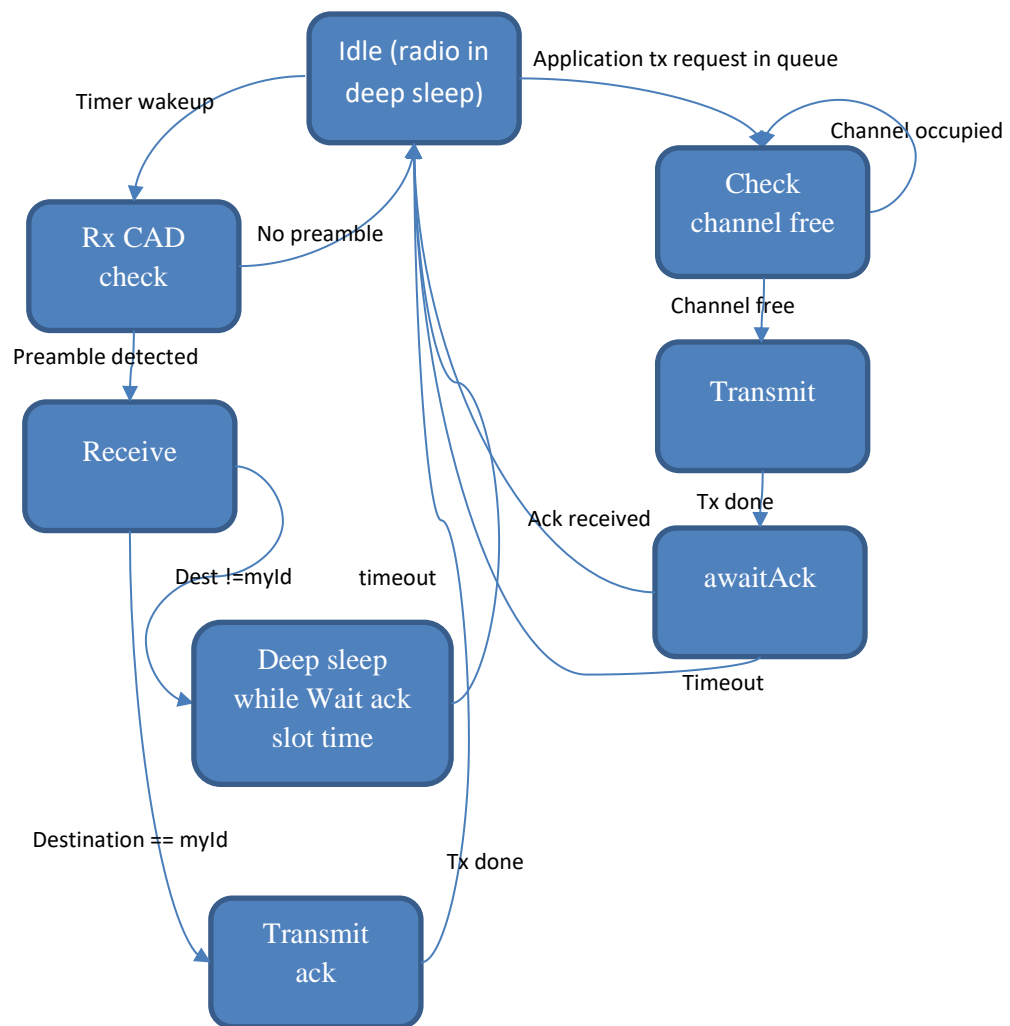 Idle (radio in
deep sleep)
Application tx request in queue
Timer wakeup
Channel occupied
Check
channel free
Rx CAD
check
No preamble
Channel free
Preamble detected
Transmit
Receive
Tx done
Ack received
Dest !=myId
timeout
awaitAck
Deep sleep
while Wait ack
slot time
Timeout
Destination == myId
Tx done
Transmit
ack